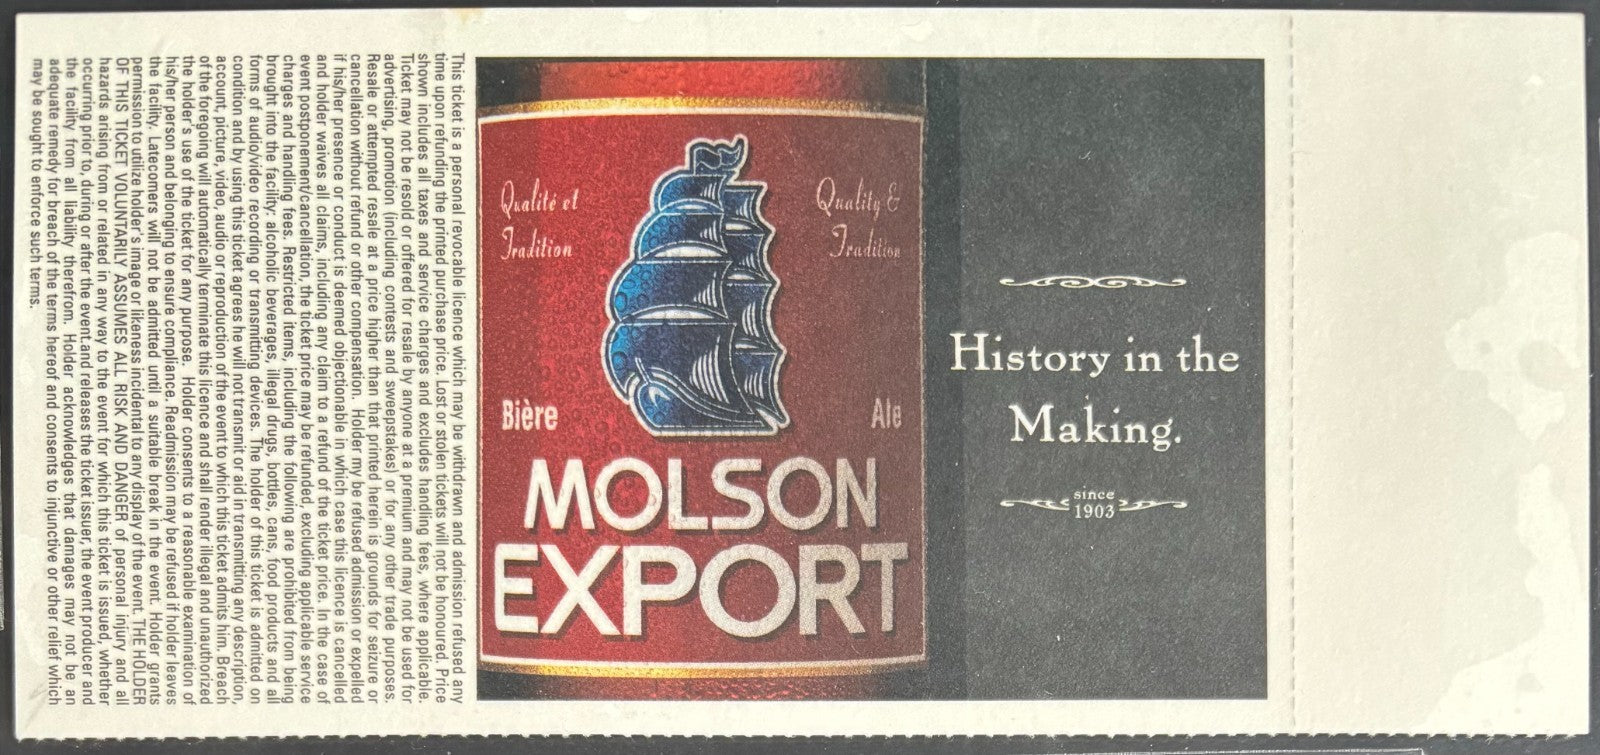 This ticket is a personal revocable licence which may be withdrawn and admission refused any
time upon refunding the printed purchase price. Lost or stolen tickets will not be honoured. Price
shown includes all taxes and service charges and excludes handling fees, where applicable.
Ticket may not be resold or offered for resale by anyone at a premium and may not be used for
advertising, promotion (including contests and sweepstakes) or for any other trade purposes.
Resale or attempted resale at a price higher than that printed herein is grounds for seizure or
cancellation without refund or other compensation. Holder my be refused admission or expelled
if his/her presence or conduct is deemed objectionable in which case this licence is cancelled
and holder waives all claims, including any claim to a refund of the ticket price. In the case of
event postponement/cancellation, the ticket price may be refunded, excluding applicable service
charges and handling fees. Restricted items, including the following are prohibited from being
brought into the facility: alcoholic beverages, illegal drugs, bottles, cans, food products and all
forms of audio/video recording or transmitting devices. The holder of this ticket is admitted on
condition and by using this ticket agrees he will not transmit or aid in transmitting any description,
account, picture, video, audio or reproduction of the event to which this ticket admits him. Breach
of the foregoing will automatically terminate this licence and shall render illegal and unauthorized
the holder's use of the ticket for any purpose. Holder consents to a reasonable examination of
his/her person and belonging to ensure compliance. Readmission may be refused if holder leaves
the facility. Latecomers will not be admitted until a suitable break in the event. Holder grants
permission to utilize holder's image or likeness incidental to any display of the event. THE HOLDER
OF THIS TICKET VOLUNTARILY ASSUMES ALL RISK AND DANGER of personal injury and all
hazards arising from or related in any way to the event for which this ticket is issued, whether
occurring prior to, during or after the event and releases the ticket issuer, the event producer and
the facility from all liability therefrom. Holder acknowledges that damages may not be an
adequate remedy for breach of the terms hereof and consents to injunctive or other relief which
may be sought to enforce such terms.
Qualité et
Tradition
Quality &
Tradition
Bière
Ale
MOLSON
EXPORT
History in the
Making.
since
1903